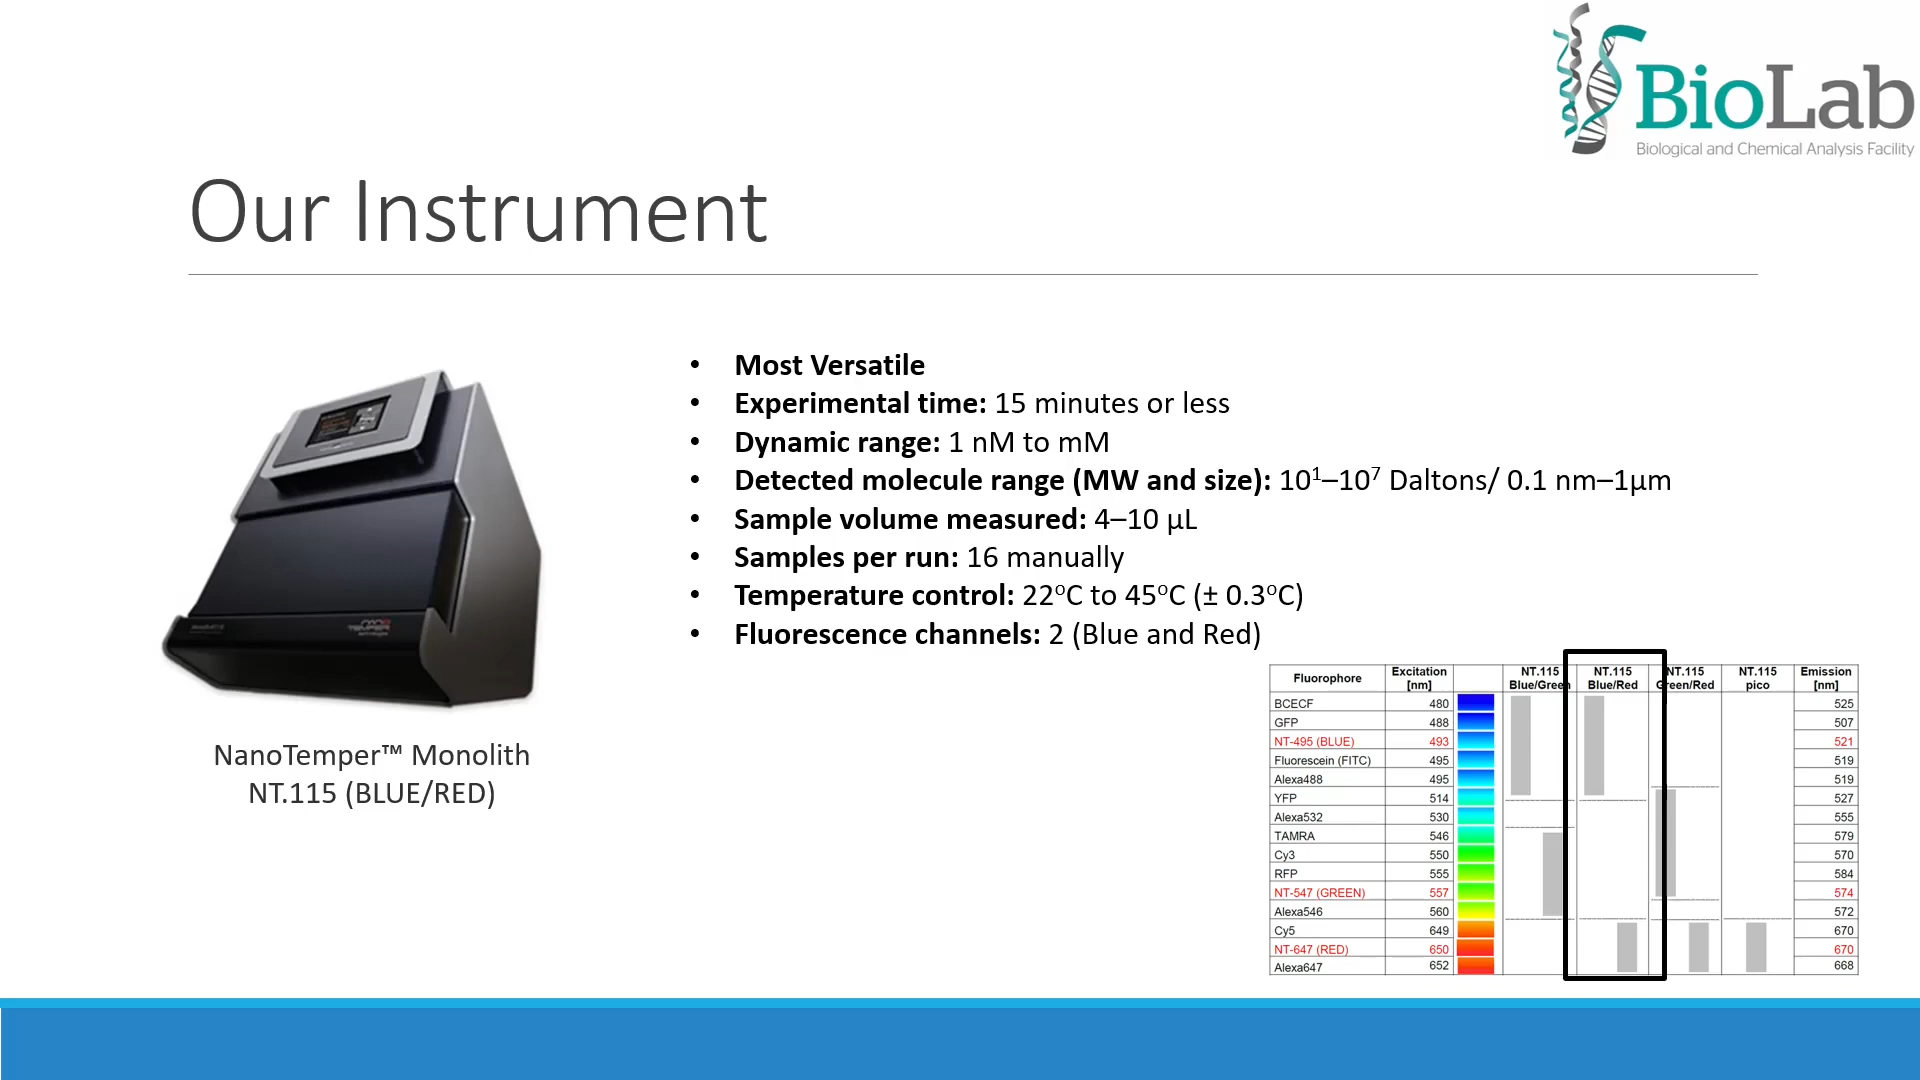 BioLab
Biological and Chemical Analysis Facility
Our Instrument
• Most Versatile
• Experimental time: 15 minutes or less
• Dynamic range: 1 nM to mM
• Detected molecule range (MW and size): 10¹–10⁷ Daltons/ 0.1 nm–1µm
• Sample volume measured: 4–10 µL
• Samples per run: 16 manually
• Temperature control: 22ºC to 45ºC (± 0.3ºC)
• Fluorescence channels: 2 (Blue and Red)
NANO
TEMPER
NanoTemper™ Monolith
NT.115 (BLUE/RED)
Fluorophore Excitation [nm] NT.115 Blue/Green NT.115 Blue/Red NT.115 Green/Red NT.115 pico Emission [nm]
BCECF 480 525
GFP 488 507
NT-495 (BLUE) 493 521
Fluorescein (FITC) 495 519
Alexa488 495 519
YFP 514 527
Alexa532 530 555
TAMRA 546 579
Cy3 550 570
RFP 555 584
NT-547 (GREEN) 557 574
Alexa546 560 572
Cy5 649 670
NT-647 (RED) 650 670
Alexa647 652 668